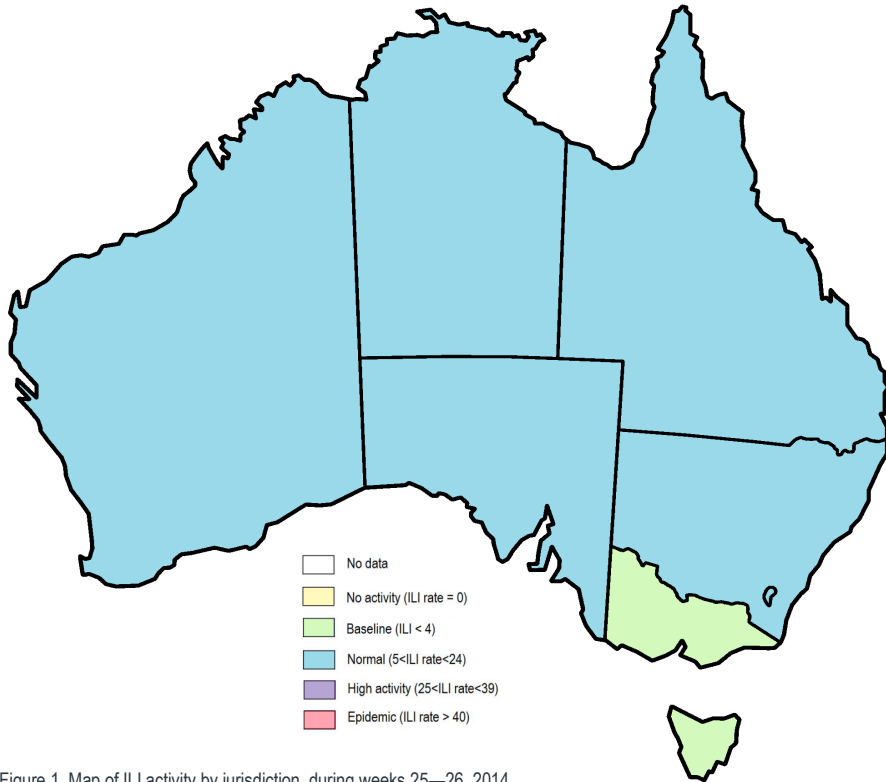 No data
No activity (ILI rate = 0)
Baseline (ILI < 4)
Normal (5<ILI rate<24)
High activity (25<ILI rate<39)
Epidemic (ILI rate > 40)
Figure 1. Map of ILI activity by jurisdiction, during weeks 25—26, 2014